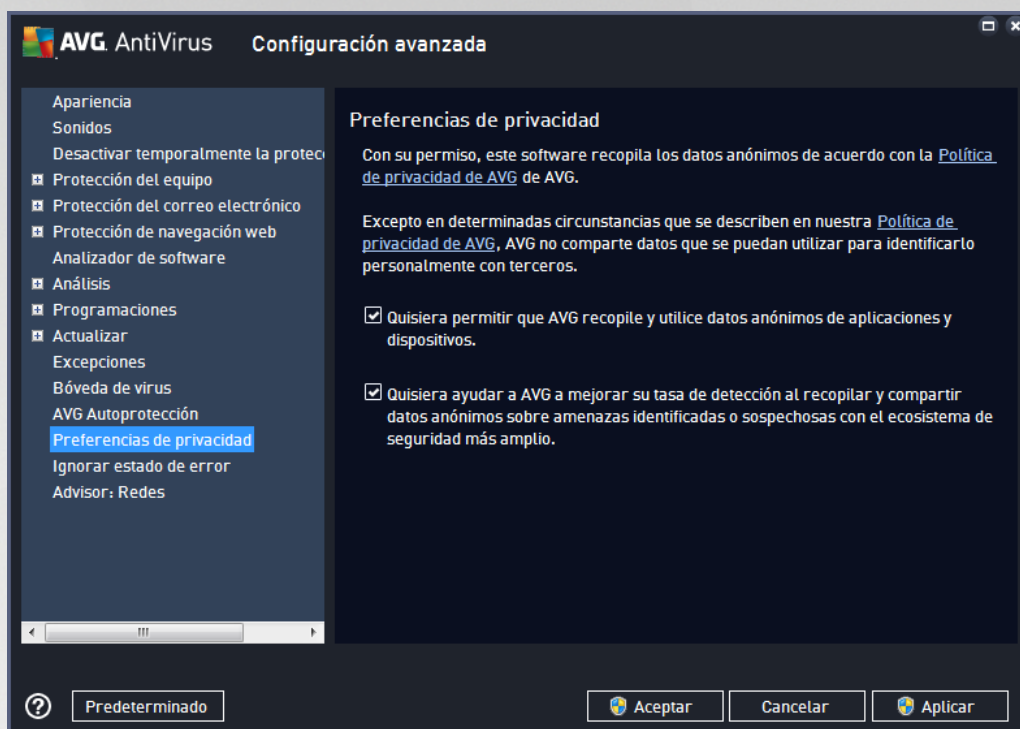 AVG. AntiVirus
Configuración avanzada
Apariencia
Sonidos
Desactivar temporalmente la protec
Protección del equipo
Protección del correo electrónico
Protección de navegación web
Analizador de software
Análisis
Programaciones
Actualizar
Excepciones
Bóveda de virus
AVG Autoprotección
Preferencias de privacidad
Ignorar estado de error
Advisor: Redes
Preferencias de privacidad
Con su permiso, este software recopila los datos anónimos de acuerdo con la Política
de privacidad de AVG de AVG.
Excepto en determinadas circunstancias que se describen en nuestra Política de
privacidad de AVG, AVG no comparte datos que se puedan utilizar para identificarlo
personalmente con terceros.
Quisiera permitir que AVG recopile y utilice datos anónimos de aplicaciones y
dispositivos.
Quisiera ayudar a AVG a mejorar su tasa de detección al recopilar y compartir
datos anónimos sobre amenazas identificadas o sospechosas con el ecosistema de
seguridad más amplio.
Predeterminado
Aceptar
Cancelar
Aplicar